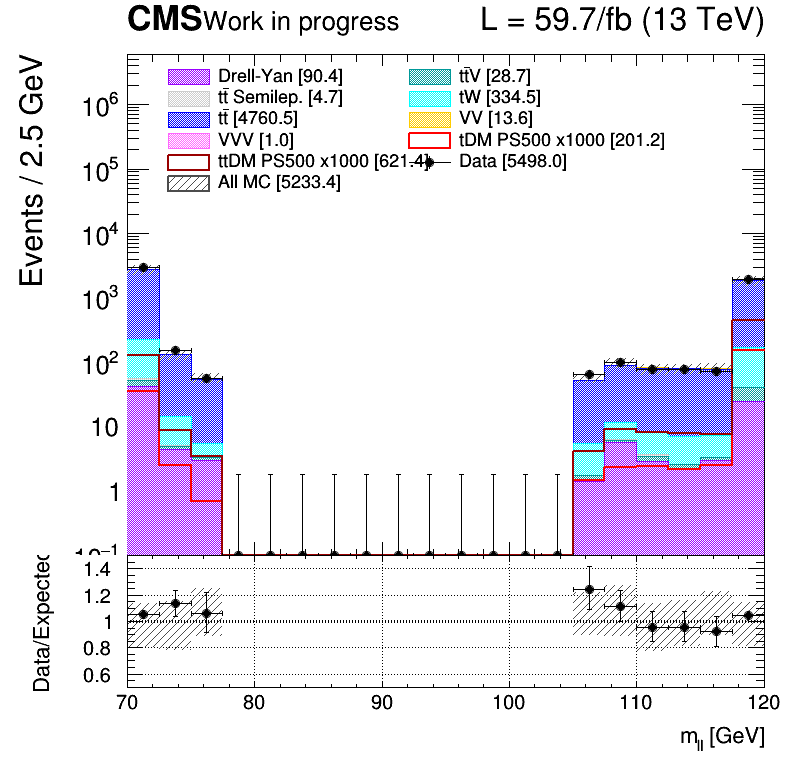 CMS Work in progress L = 59.7/fb (13 TeV)
Events / 2.5 GeV
Drell-Yan [90.4]
tt̄V [28.7]
tt̄ Semilep. [4.7]
tW [334.5]
tt̄ [4760.5]
VV [13.6]
VVV [1.0]
tDM PS500 x1000 [201.2]
ttDM PS500 x1000 [621.4]
Data [5498.0]
All MC [5233.4]
10⁶
10⁵
10⁴
10³
10²
10
1
10⁻¹
Data/Expected
1.4
1.2
1
0.8
0.6
70 80 90 100 110 120
m_ll [GeV]